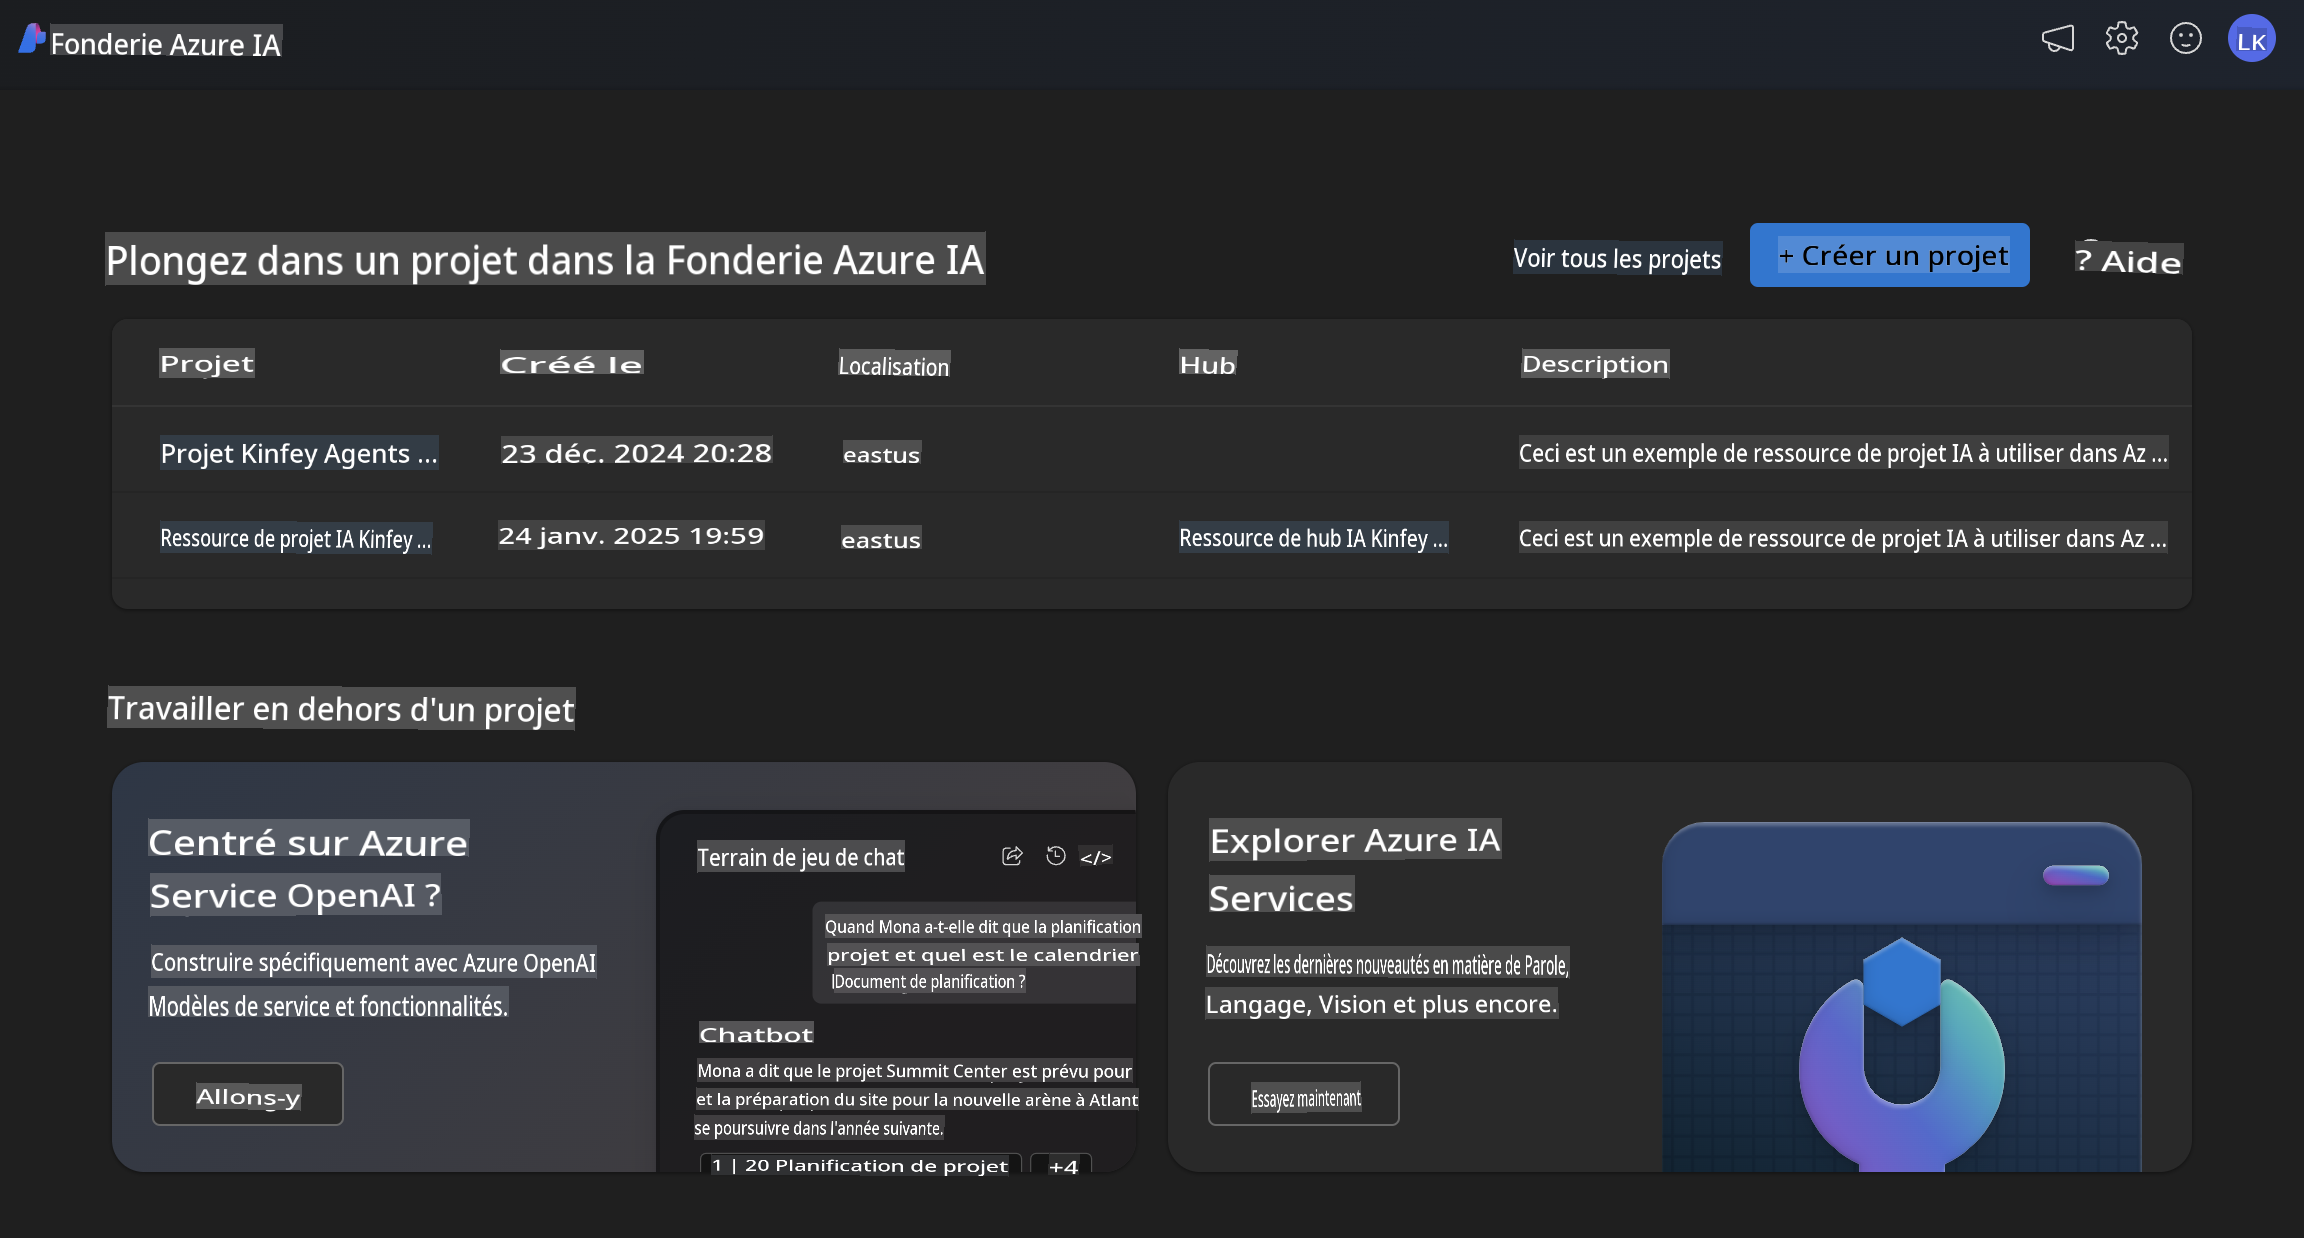 Fonderie Azure IA
LK
Plongez dans un projet dans la Fonderie Azure IA
Voir tous les projets
+ Créer un projet
? Aide
Projet Créé le Localisation Hub Description
Projet Kinfey Agents ... 23 déc. 2024 20:28 eastus Ceci est un exemple de ressource de projet IA à utiliser dans Az ...
Ressource de projet IA Kinfey ... 24 janv. 2025 19:59 eastus Ressource de hub IA Kinfey ... Ceci est un exemple de ressource de projet IA à utiliser dans Az ...
Travailler en dehors d'un projet
Centré sur Azure
Service OpenAI ?
Construire spécifiquement avec Azure OpenAI
Modèles de service et fonctionnalités.
Allons-y
Terrain de jeu de chat
</>
Quand Mona a-t-elle dit que la planification
projet et quel est le calendrier
Document de planification ?
Chatbot
Mona a dit que le projet Summit Center est prévu pour
et la préparation du site pour la nouvelle arène à Atlant
se poursuivre dans l'année suivante.
1 | 20 Planification de projet
+4
Explorer Azure IA
Services
Découvrez les dernières nouveautés en matière de Parole,
Langage, Vision et plus encore.
Essayez maintenant